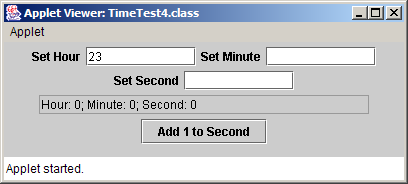 Applet Viewer: TimeTest4.class
Applet
Set Hour 23 Set Minute
Set Second
Hour: 0; Minute: 0; Second: 0
Add 1 to Second
Applet started.